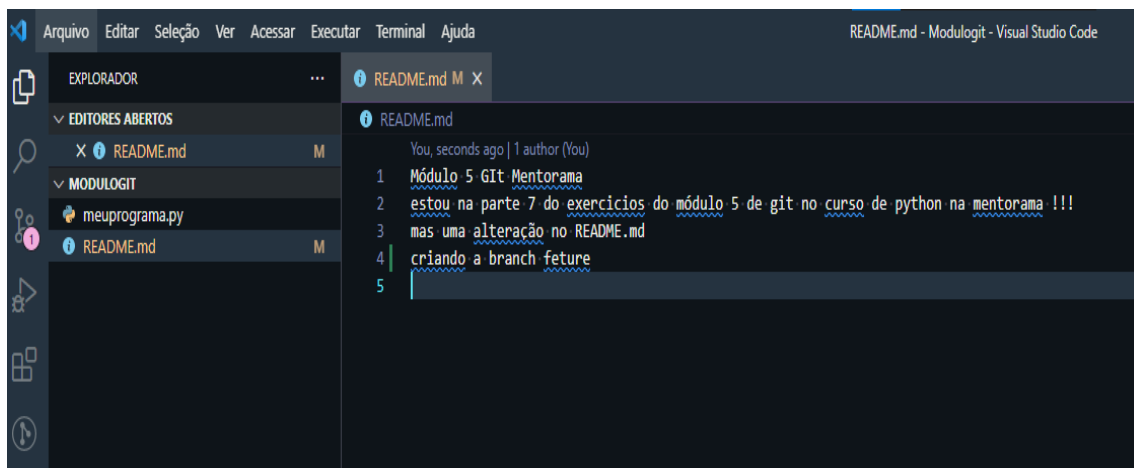 Arquivo Editar Seleção Ver Acessar Executar Terminal Ajuda
README.md - Modulogit - Visual Studio Code
EXPLORADOR ...
README.md M X
EDITORES ABERTOS
X README.md M
MODULOGIT
meuprograma.py
README.md M
1
README.md
You, seconds ago | 1 author (You)
1 Módulo 5 GIt Mentorama
2 estou na parte 7 do exercicios do módulo 5 de git no curso de python na mentorama !!!
3 mas uma alteração no README.md
4 criando a branch feture
5